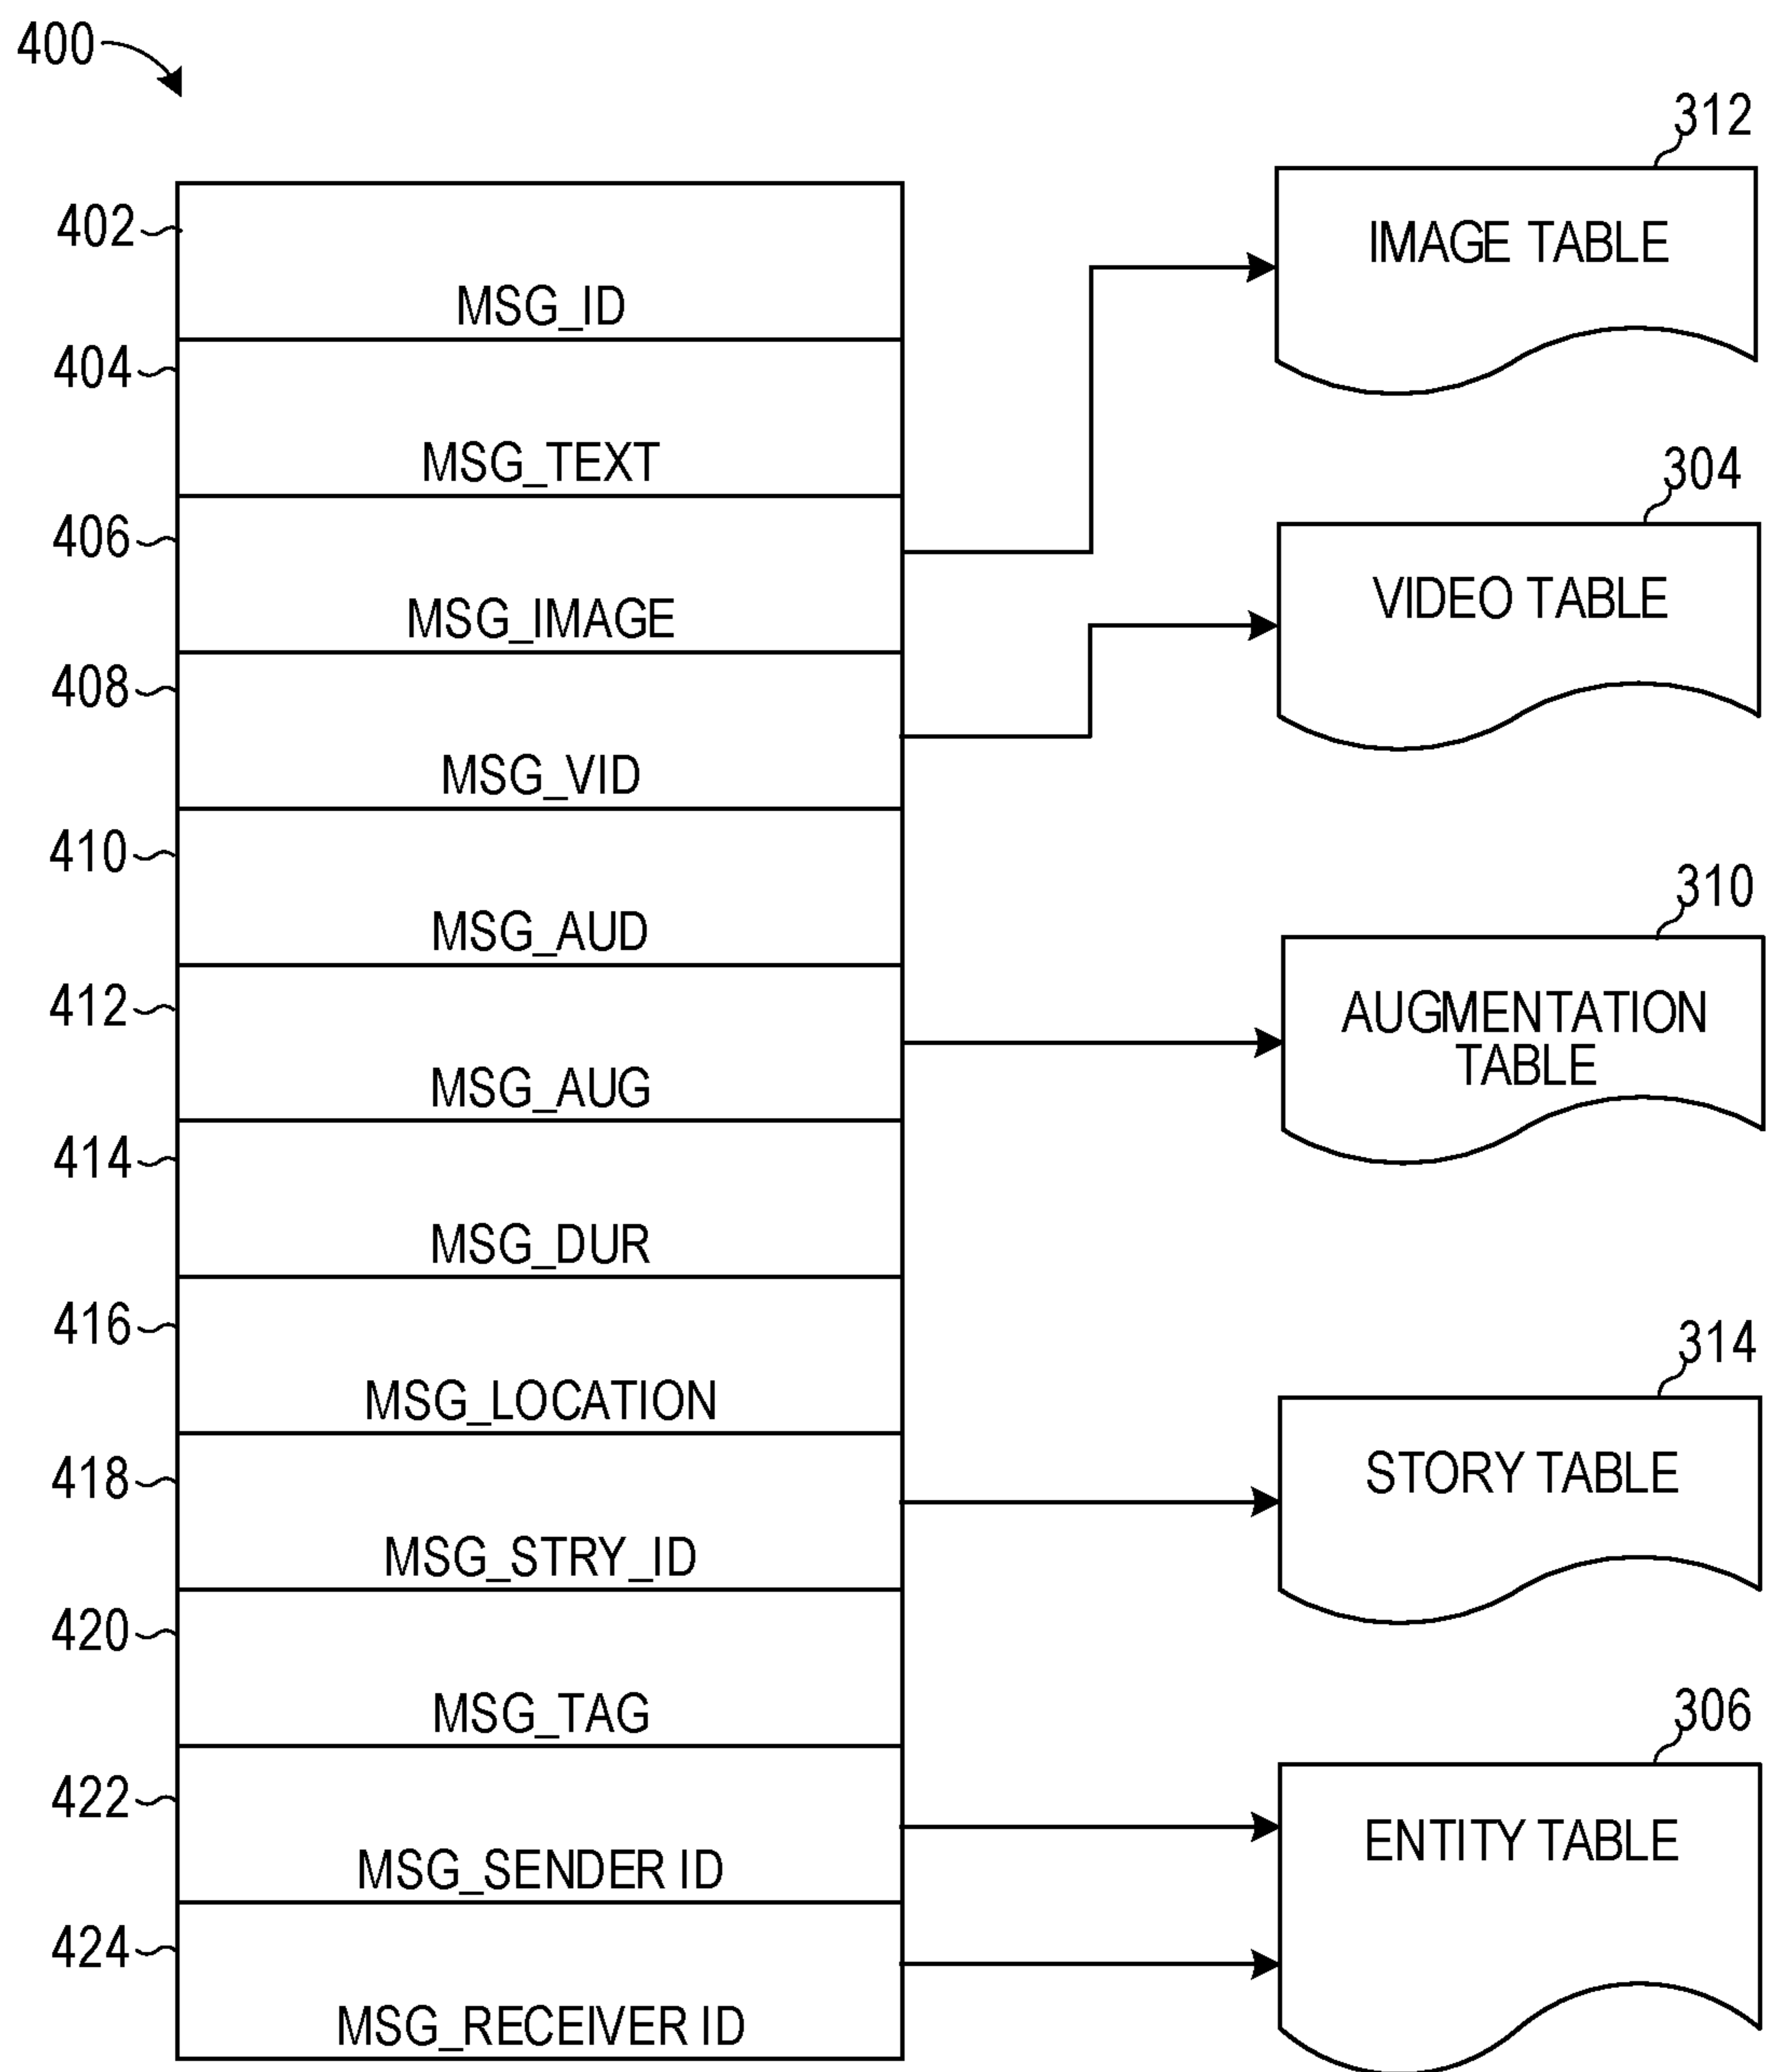 400
402
MSG_ID
404
MSG_TEXT
406
MSG_IMAGE
408
MSG_VID
410
MSG_AUD
412
MSG_AUG
414
MSG_DUR
416
MSG_LOCATION
418
MSG_STRY_ID
420
MSG_TAG
422
MSG_SENDER ID
424
MSG_RECEIVER ID
312
IMAGE TABLE
304
VIDEO TABLE
310
AUGMENTATION
TABLE
314
STORY TABLE
306
ENTITY TABLE